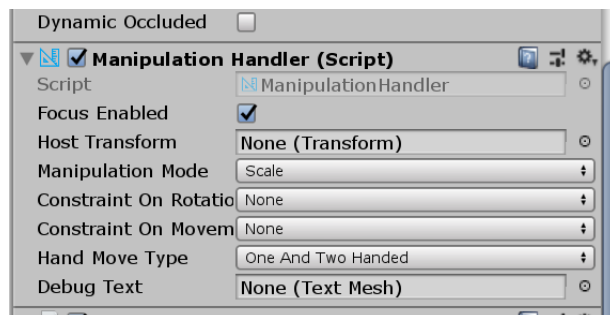 Dynamic Occluded
Manipulation Handler (Script)
Script ManipulationHandler
Focus Enabled
Host Transform None (Transform)
Manipulation Mode Scale
Constraint On Rotatio None
Constraint On Movem None
Hand Move Type One And Two Handed
Debug Text None (Text Mesh)